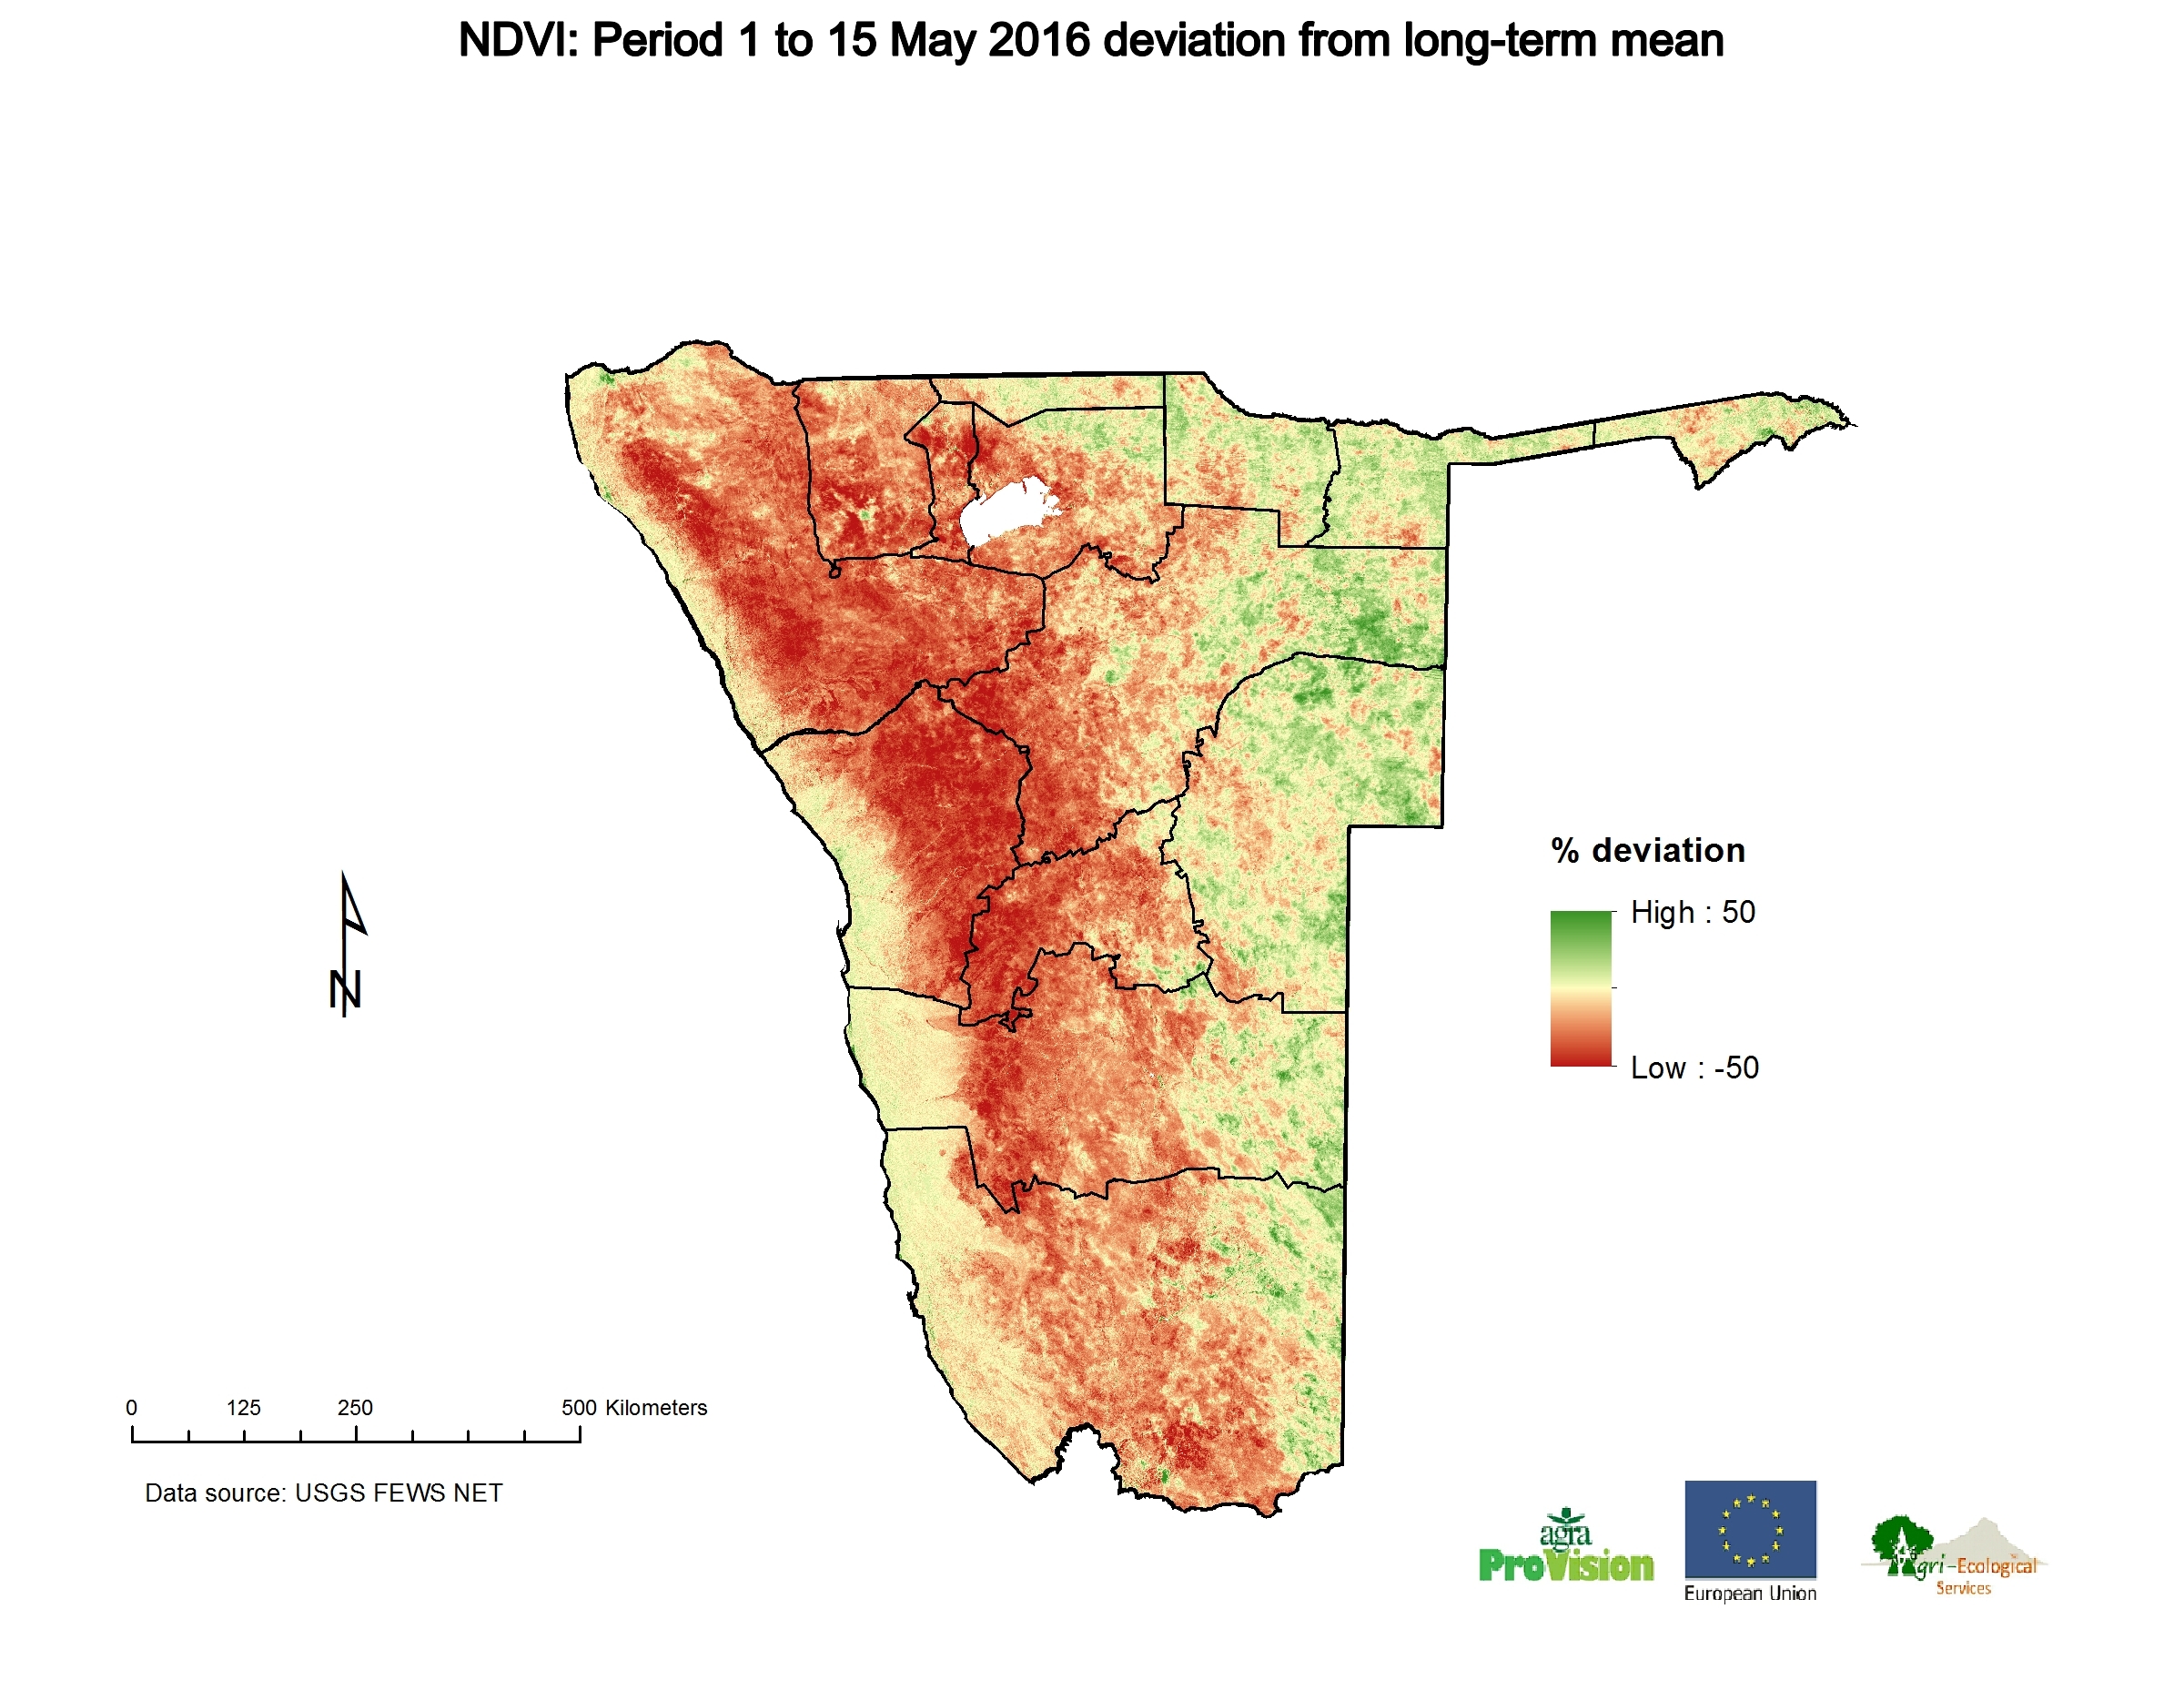 NDVI: Period 1 to 15 May 2016 deviation from long-term mean
% deviation
High : 50
Low : -50
N
0 125 250 500 Kilometers
Data source: USGS FEWS NET
agra
ProVision
European Union
Agri-Ecological
Services